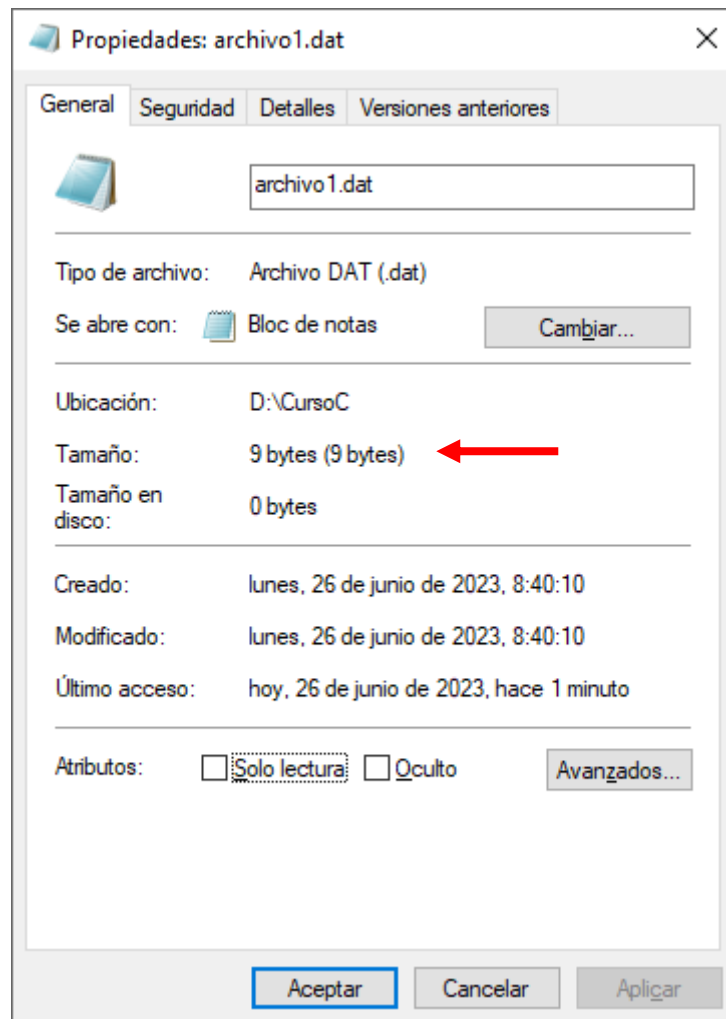 Propiedades: archivo1.dat
General Seguridad Detalles Versiones anteriores
archivo1.dat
Tipo de archivo: Archivo DAT (.dat)
Se abre con: Bloc de notas Cambiar...
Ubicación: D:\CursoC
Tamaño: 9 bytes (9 bytes)
Tamaño en
disco: 0 bytes
Creado: lunes, 26 de junio de 2023, 8:40:10
Modificado: lunes, 26 de junio de 2023, 8:40:10
Último acceso: hoy, 26 de junio de 2023, hace 1 minuto
Atributos: Solo lectura Oculto Avanzados...
Aceptar Cancelar Aplicar